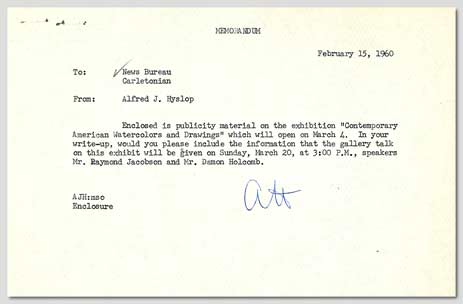 MEMORANDUM
February 15, 1960
To: News Bureau
Carletonian
From: Alfred J. Hyslop
Enclosed is publicity material on the exhibition "Contemporary
American Watercolors and Drawings" which will open on March 4. In your
write-up, would you please include the information that the gallery talk
on this exhibit will be given on Sunday, March 20, at 3:00 P.M., speakers
Mr. Raymond Jacobson and Mr. Damon Holcomb.
AJH:mso
Enclosure